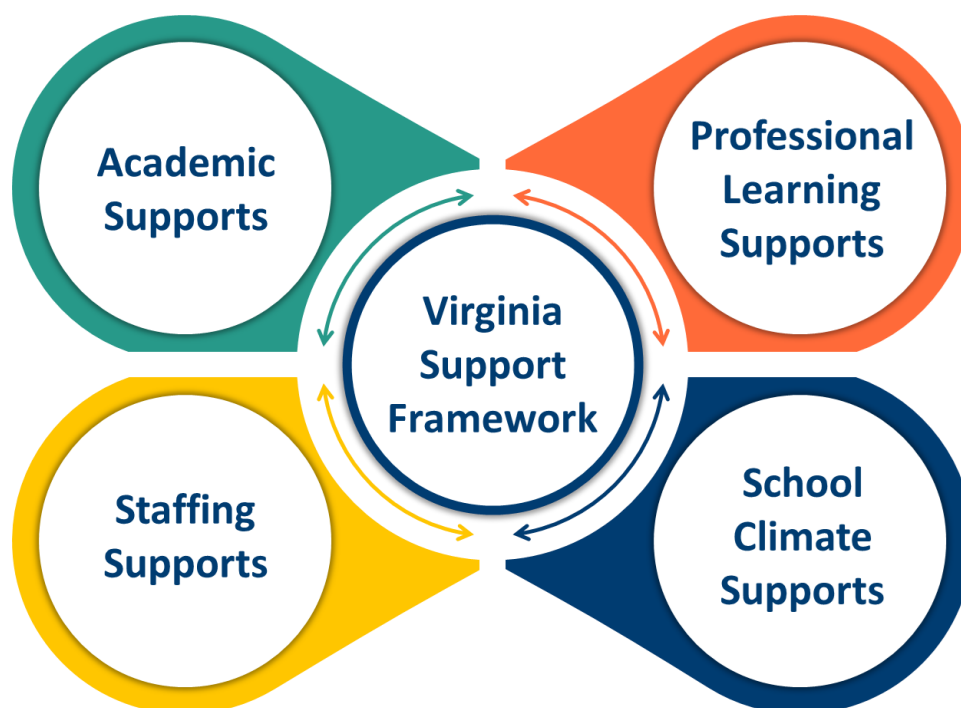 Academic
Supports
Professional
Learning
Supports
Virginia
Support
Framework
Staffing
Supports
School
Climate
Supports